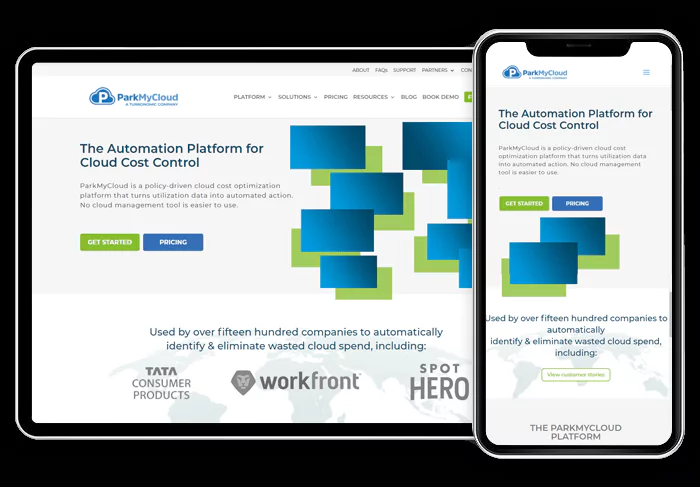 ABOUT FAQs SUPPORT PARTNERS
ParkMyCloud
A TURBONOMIC COMPANY
PLATFORM SOLUTIONS PRICING RESOURCES BLOG BOOK DEMO
The Automation Platform for
Cloud Cost Control
ParkMyCloud is a policy-driven cloud cost optimization
platform that turns utilization data into automated action.
No cloud management tool is easier to use.
GET STARTED PRICING
Used by over fifteen hundred companies to automatically
identify & eliminate wasted cloud spend, including:
TATA
CONSUMER
PRODUCTS
workfront
SPOT
HERO
ParkMyCloud
A TURBONOMIC COMPANY
The Automation Platform for
Cloud Cost Control
ParkMyCloud is a policy-driven cloud cost
optimization platform that turns utilization data
into automated action. No cloud management
tool is easier to use.
GET STARTED PRICING
Used by over fifteen hundred companies to
automatically
identify & eliminate wasted cloud spend,
including:
View customer stories
THE PARKMYCLOUD
PLATFORM